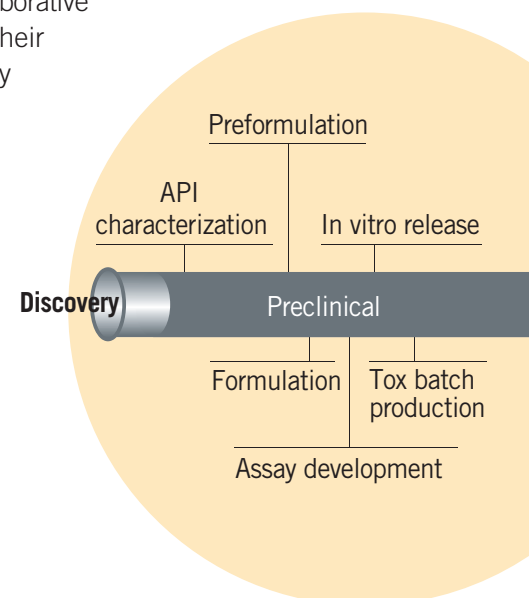 borative
heir
y
Preformulation
API
characterization
In vitro release
Discovery
Preclinical
Formulation
Tox batch
production
Assay development